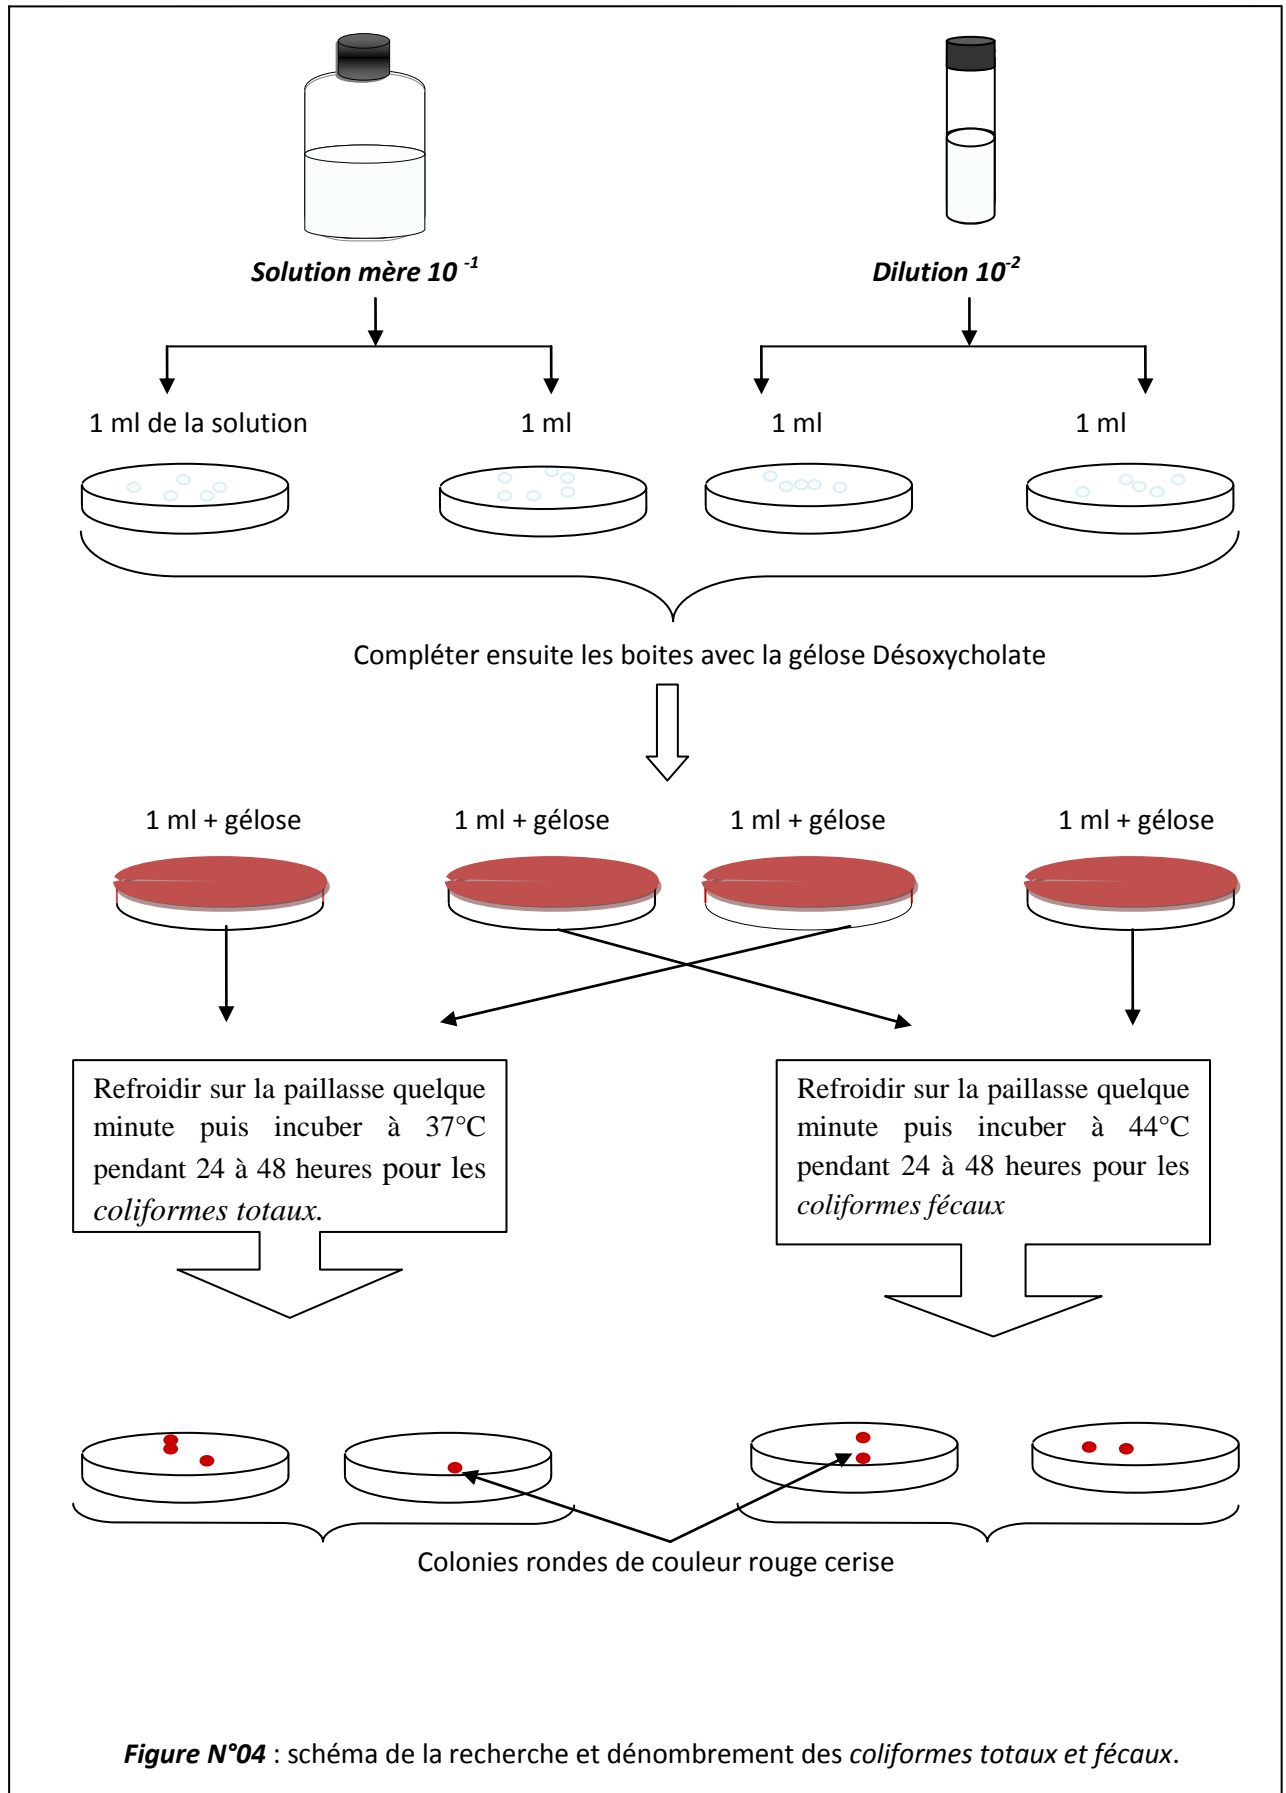 Solution mère 10⁻¹
Dilution 10⁻²
1 ml de la solution
1 ml
1 ml
1 ml
Compléter ensuite les boites avec la gélose Désoxycholate
1 ml + gélose
1 ml + gélose
1 ml + gélose
1 ml + gélose
Refroidir sur la paillasse quelque
minute puis incuber à 37°C
pendant 24 à 48 heures pour les
coliformes totaux.
Refroidir sur la paillasse quelque
minute puis incuber à 44°C
pendant 24 à 48 heures pour les
coliformes fécaux
Colonies rondes de couleur rouge cerise
Figure N°04 : schéma de la recherche et dénombrement des coliformes totaux et fécaux.